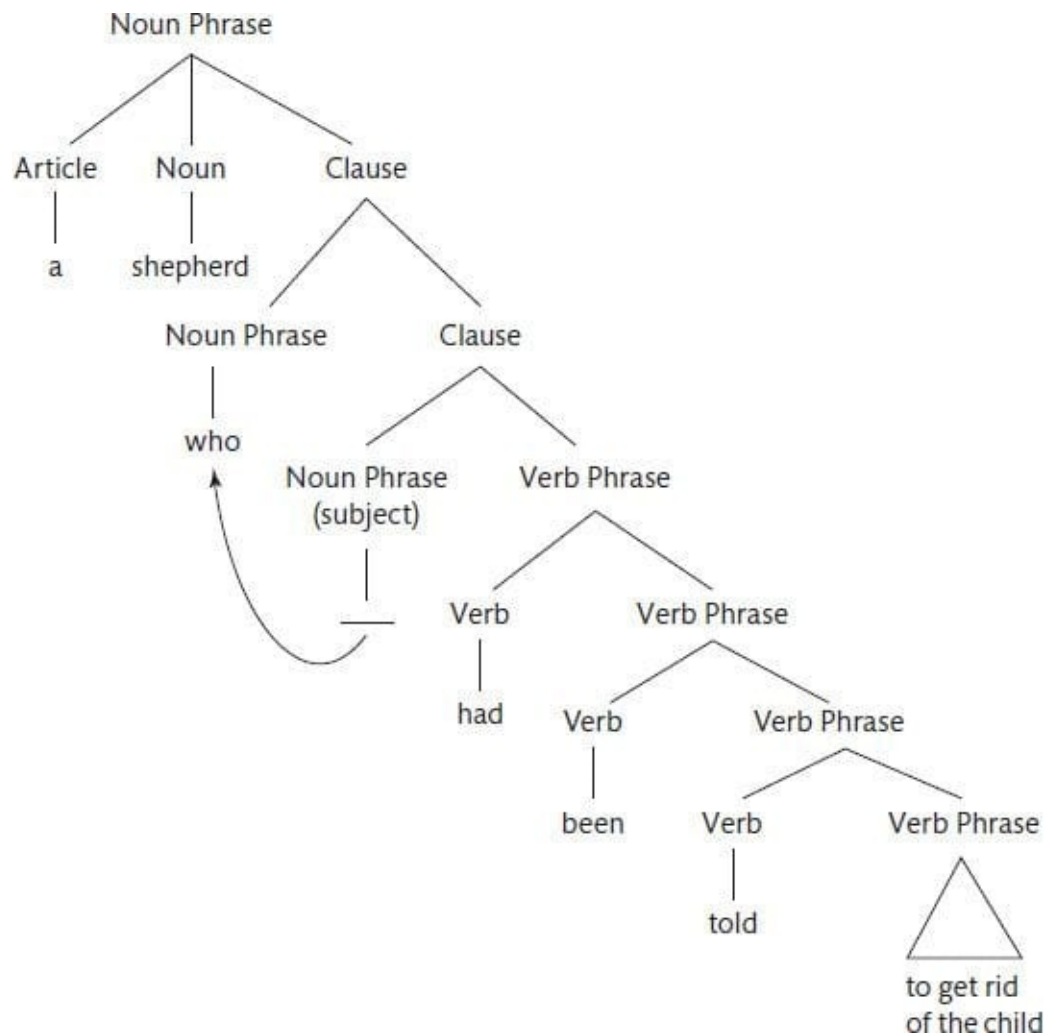 Noun Phrase
Article Noun Clause
a shepherd
Noun Phrase Clause
who
Noun Phrase Verb Phrase
(subject)
Verb Verb Phrase
had Verb Verb Phrase
been Verb Verb Phrase
told
to get rid
of the child